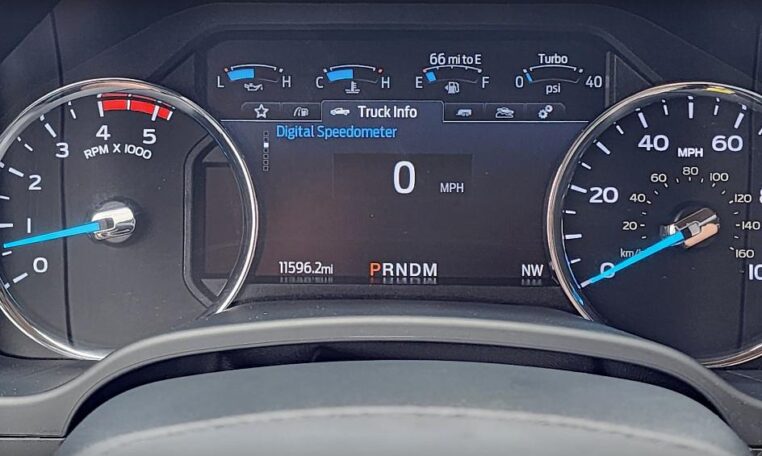 66 mi to E Turbo
L H C H E F 0 40
psi
Truck Info
Digital Speedometer
0 MPH
11596.2mi PRNDM NW
0 1 2 3 4 5
RPM X 1000
0 20 40 60
MPH
20 40 60 80 100 120 140 160
km/h